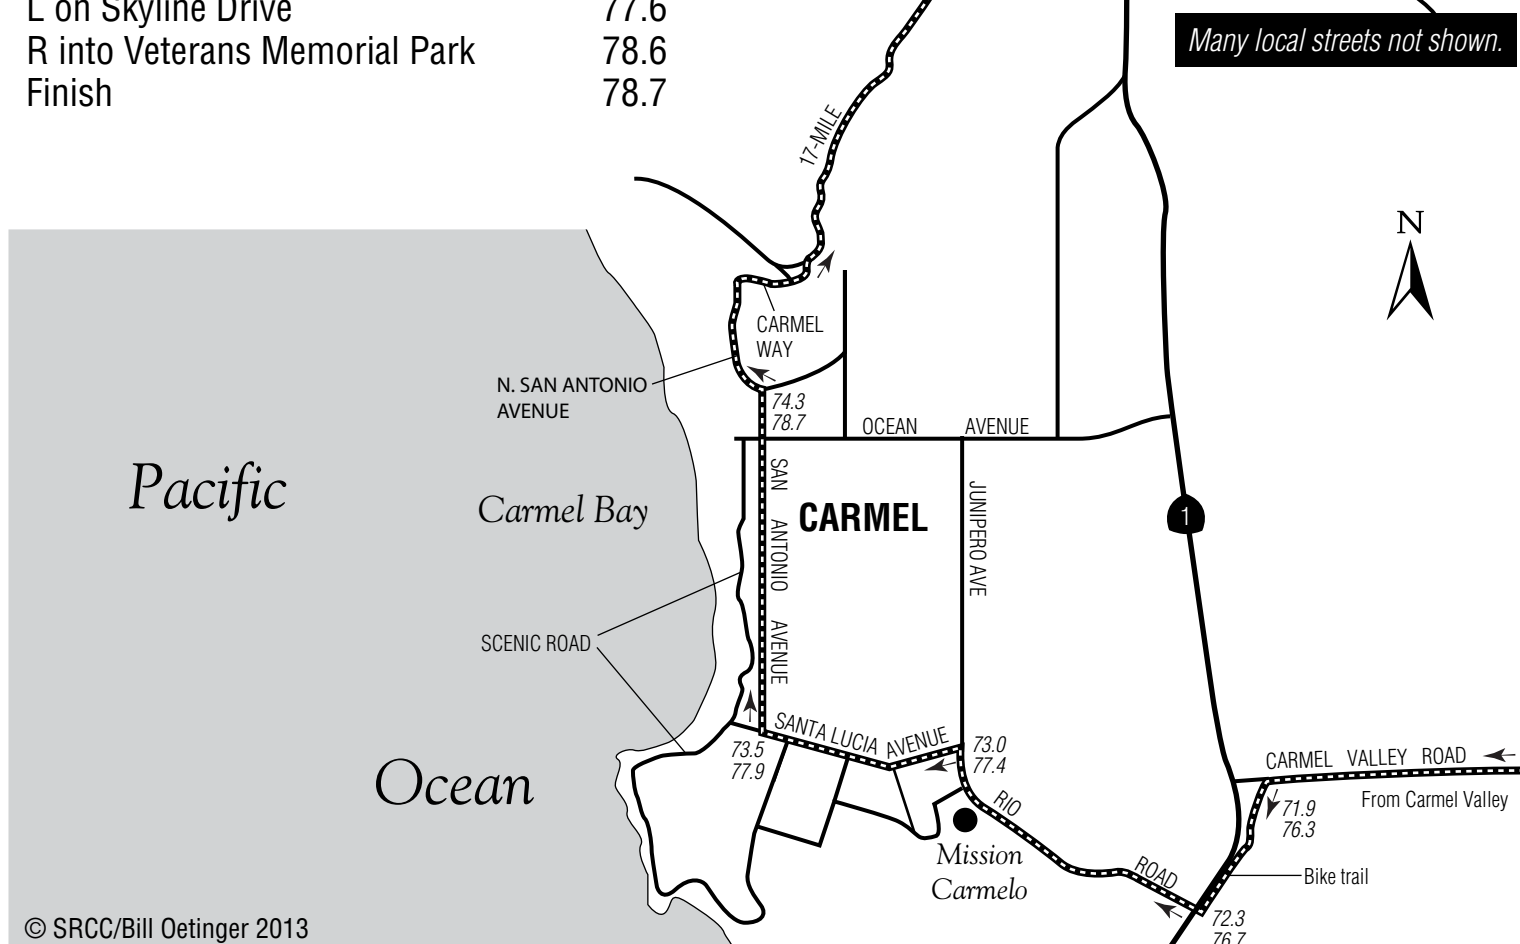 L on Skyline Drive 77.6
R into Veterans Memorial Park 78.6
Finish 78.7
Many local streets not shown.
17-MILE
N
CARMEL
WAY
N. SAN ANTONIO
AVENUE
74.3
78.7
OCEAN AVENUE
Pacific
Carmel Bay
SAN ANTONIO AVENUE
CARMEL
JUNIPERO AVE
1
SCENIC ROAD
SANTA LUCIA AVENUE
73.5
77.9
73.0
77.4
Ocean
CARMEL VALLEY ROAD
From Carmel Valley
71.9
76.3
RIO ROAD
Mission
Carmelo
Bike trail
72.3
76.7
© SRCC/Bill Oetinger 2013